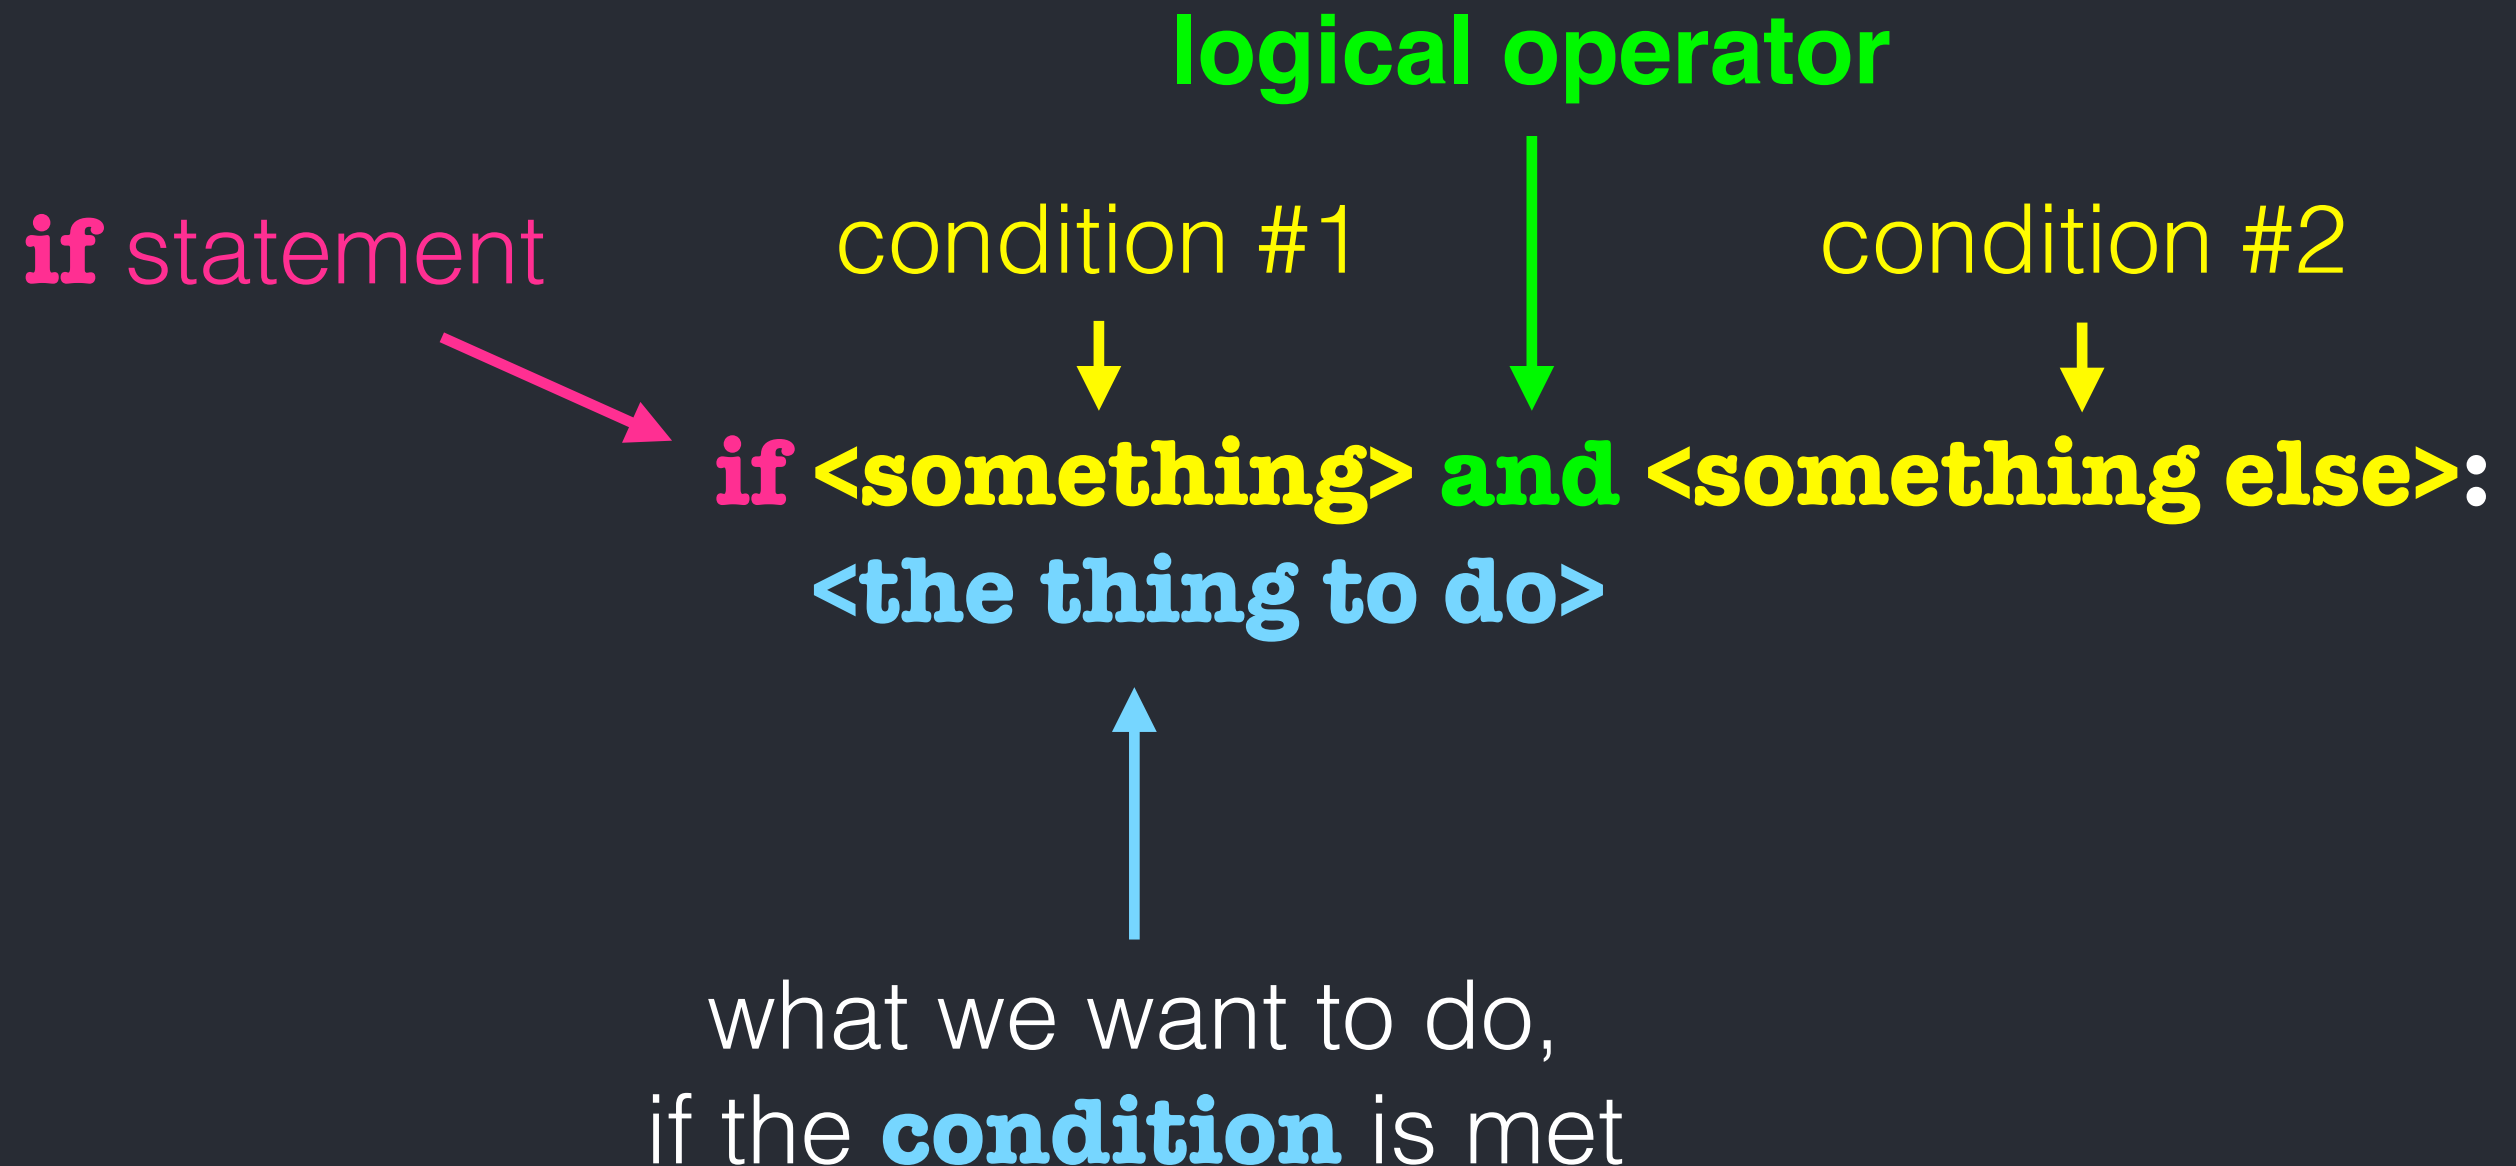 logical operator
if statement
condition #1
condition #2
if <something> and <something else>:
<the thing to do>
what we want to do,
if the condition is met